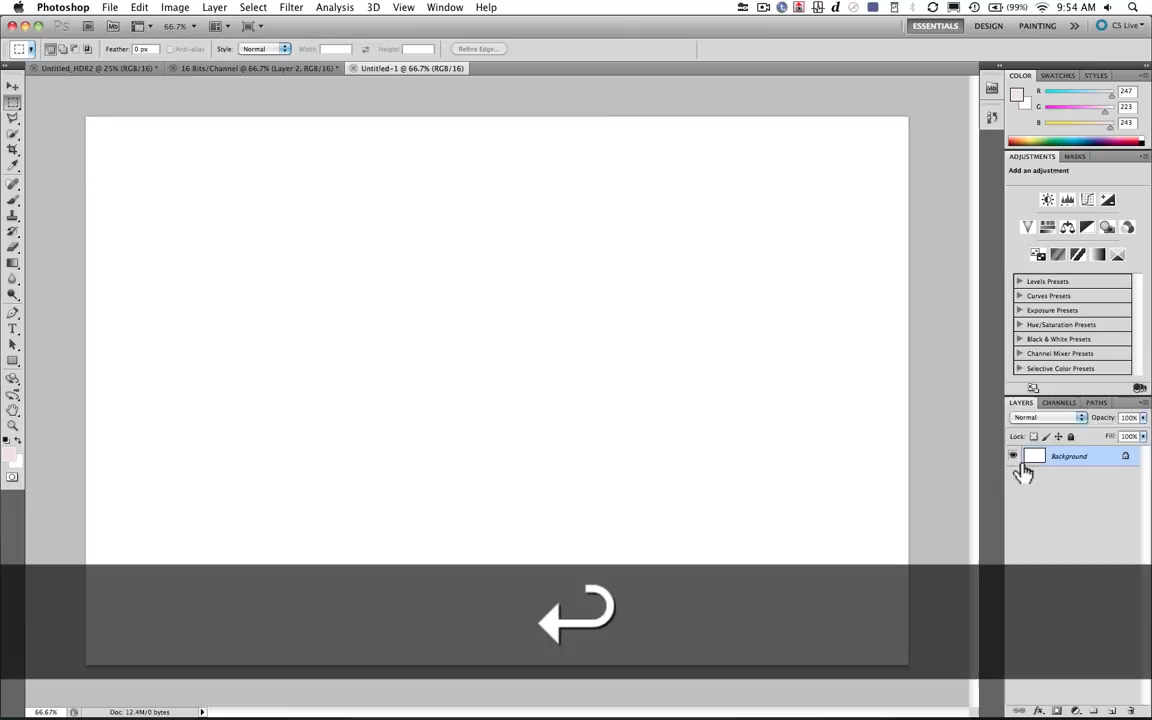 Photoshop File Edit Image Layer Select Filter Analysis 3D View Window Help (99%) 9:54 AM
Ps Br Mb 66.7% ESSENTIALS DESIGN PAINTING CS Live
Feather: 0 px Anti-alias Style: Normal Width: Height: Refine Edge...
Untitled_HDR2 @ 25% (RGB/16) * 16 Bits/Channel @ 66.7% (Layer 2, RGB/16) * Untitled-1 @ 66.7% (RGB/16)
COLOR SWATCHES STYLES
R 247
G 223
B 243
ADJUSTMENTS MASKS
Add an adjustment
Levels Presets
Curves Presets
Exposure Presets
Hue/Saturation Presets
Black & White Presets
Channel Mixer Presets
Selective Color Presets
LAYERS CHANNELS PATHS
Normal Opacity: 100%
Lock: Fill: 100%
Background
66.67% Doc: 12.4M/0 bytes